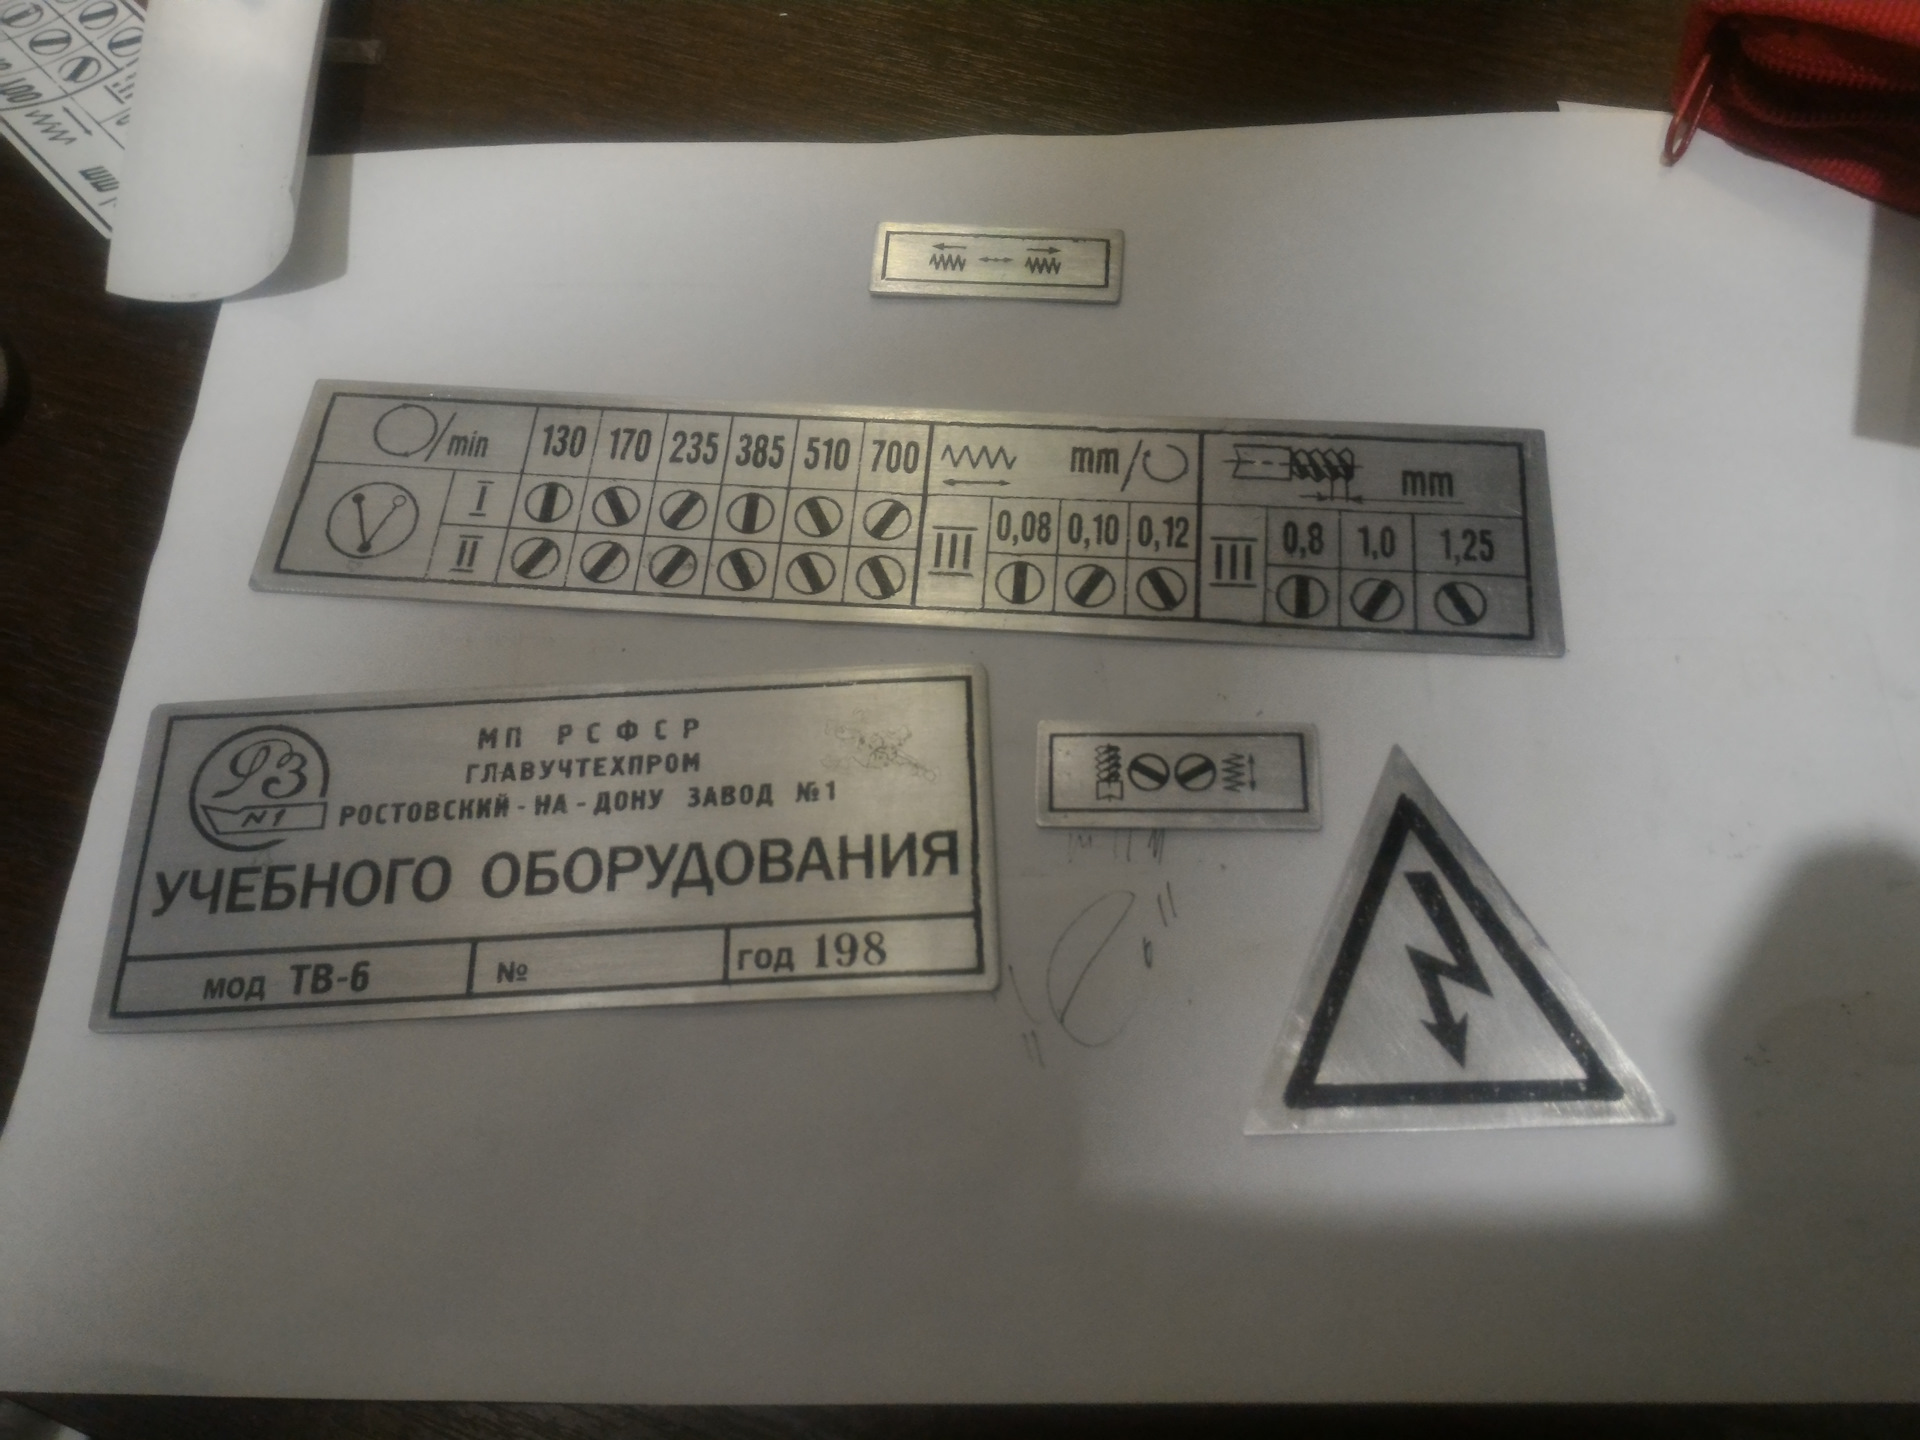 /min 130 170 235 385 510 700 mm/ mm
I
0,08 0,10 0,12 0,8 1,0 1,25
II III III
РЗ
N1
МП РСФСР
ГЛАВУЧТЕХПРОМ
РОСТОВСКИЙ-НА-ДОНУ ЗАВОД №1
УЧЕБНОГО ОБОРУДОВАНИЯ
мод ТВ-6 № год 198